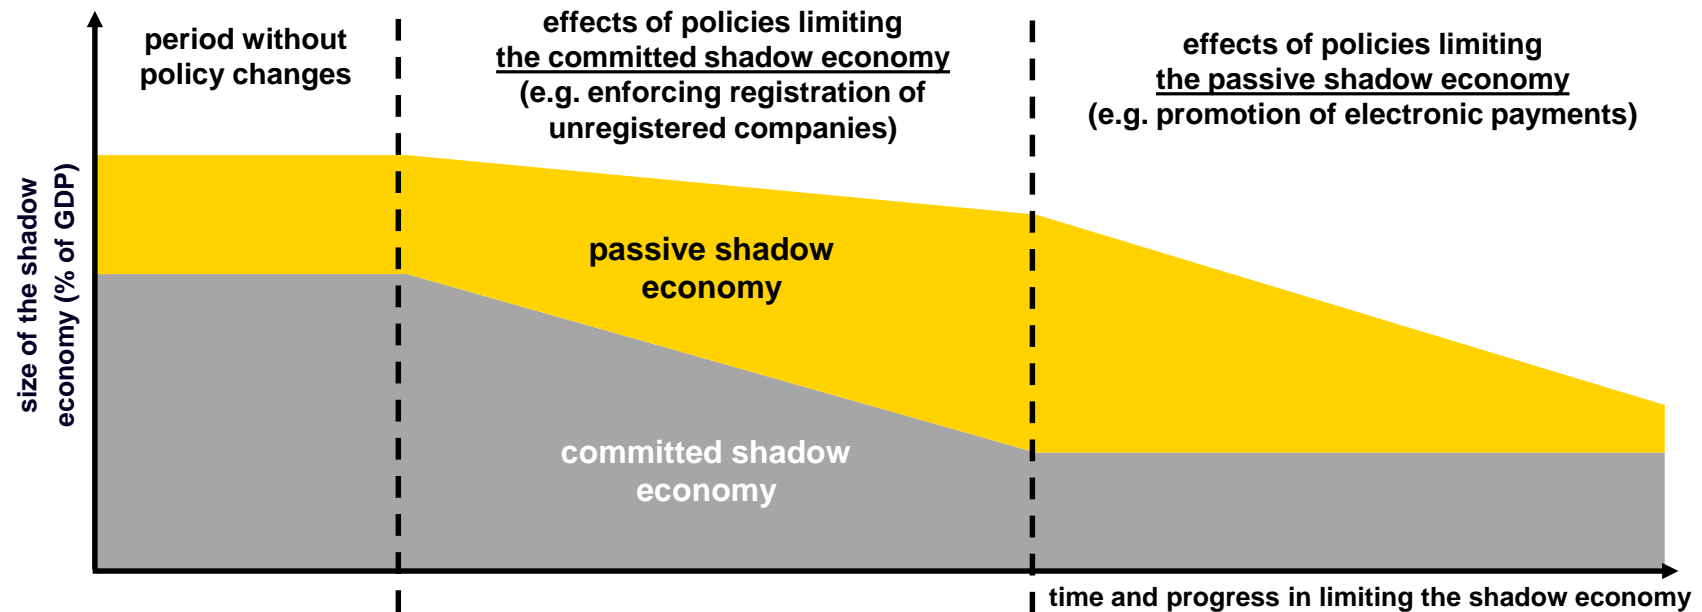 period without
policy changes
effects of policies limiting
the committed shadow economy
(e.g. enforcing registration of
unregistered companies)
effects of policies limiting
the passive shadow economy
(e.g. promotion of electronic payments)
size of the shadow
economy (% of GDP)
passive shadow
economy
committed shadow
economy
time and progress in limiting the shadow economy